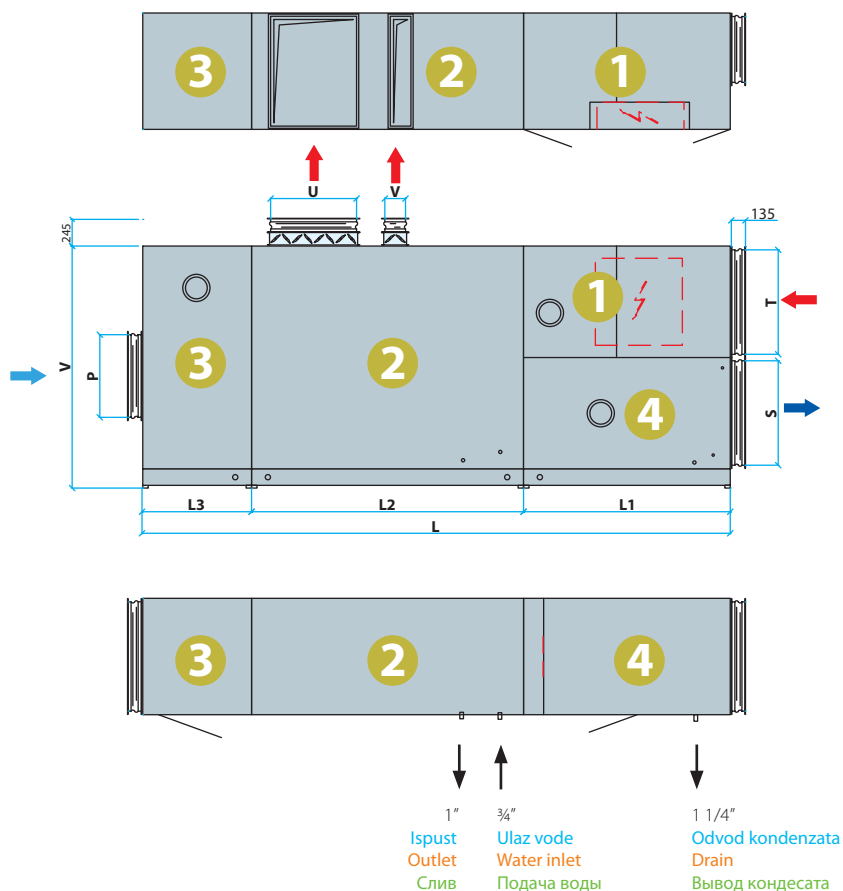 3
2
1
U
V
245
135
V
P
3
2
1
4
T
S
L3
L2
L1
L
3
2
4
1″ ¾″ 1 1/4″
Ispust Ulaz vode Odvod kondenzata
Outlet Water inlet Drain
Слив Подача воды Вывод кондесата